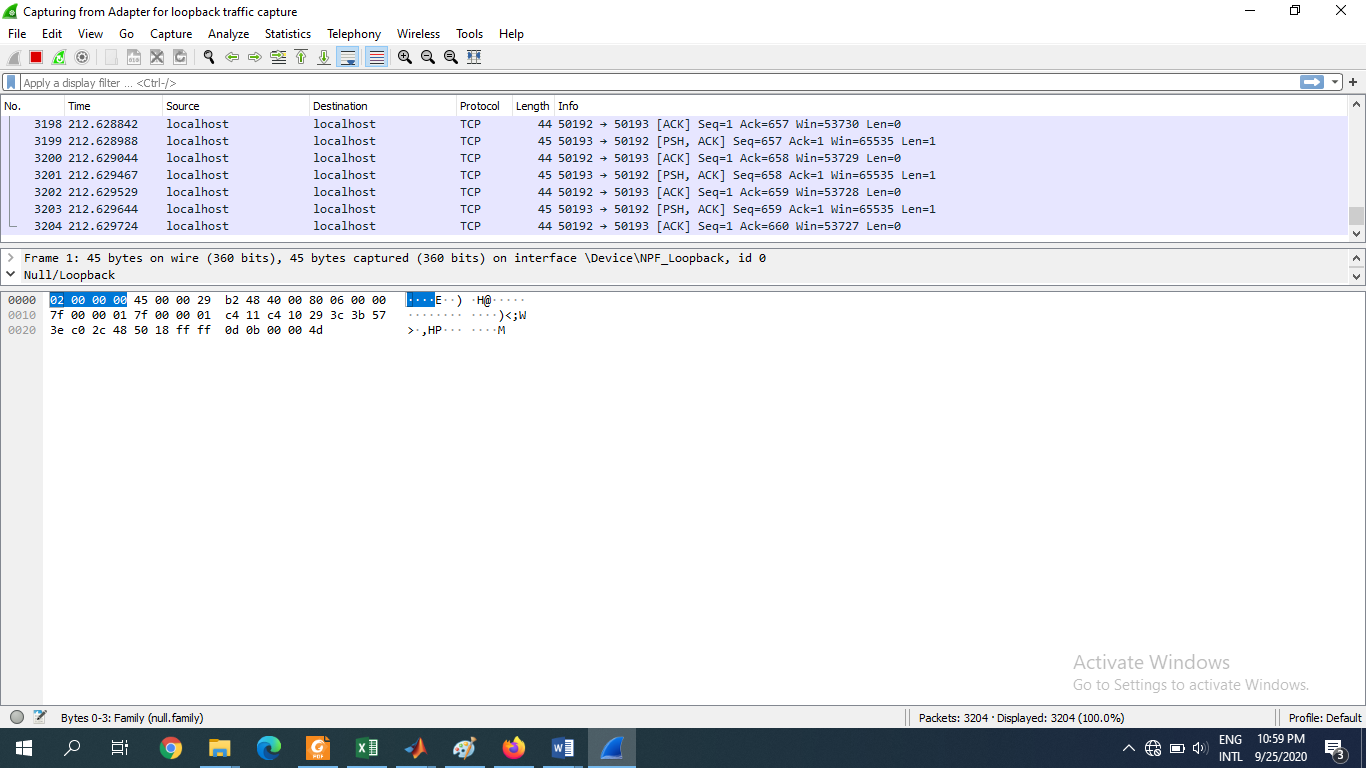 Capturing from Adapter for loopback traffic capture
File Edit View Go Capture Analyze Statistics Telephony Wireless Tools Help
Apply a display filter ... <Ctrl-/>
No. Time Source Destination Protocol Length Info
3198 212.628842 localhost localhost TCP 44 50192 → 50193 [ACK] Seq=1 Ack=657 Win=53730 Len=0
3199 212.628988 localhost localhost TCP 45 50193 → 50192 [PSH, ACK] Seq=657 Ack=1 Win=65535 Len=1
3200 212.629044 localhost localhost TCP 44 50192 → 50193 [ACK] Seq=1 Ack=658 Win=53729 Len=0
3201 212.629467 localhost localhost TCP 45 50193 → 50192 [PSH, ACK] Seq=658 Ack=1 Win=65535 Len=1
3202 212.629529 localhost localhost TCP 44 50192 → 50193 [ACK] Seq=1 Ack=659 Win=53728 Len=0
3203 212.629644 localhost localhost TCP 45 50193 → 50192 [PSH, ACK] Seq=659 Ack=1 Win=65535 Len=1
3204 212.629724 localhost localhost TCP 44 50192 → 50193 [ACK] Seq=1 Ack=660 Win=53727 Len=0
Frame 1: 45 bytes on wire (360 bits), 45 bytes captured (360 bits) on interface \Device\NPF_Loopback, id 0
Null/Loopback
0000 02 00 00 00 45 00 00 29 b2 48 40 00 80 06 00 00 ····E··) ·H@·····
0010 7f 00 00 01 7f 00 00 01 c4 11 c4 10 29 3c 3b 57 ········ ····)<;W
0020 3e c0 2c 48 50 18 ff ff 0d 0b 00 00 4d >·,HP··· ····M
Activate Windows
Go to Settings to activate Windows.
Bytes 0-3: Family (null.family) Packets: 3204 · Displayed: 3204 (100.0%) Profile: Default
ENG 10:59 PM
INTL 9/25/2020 3